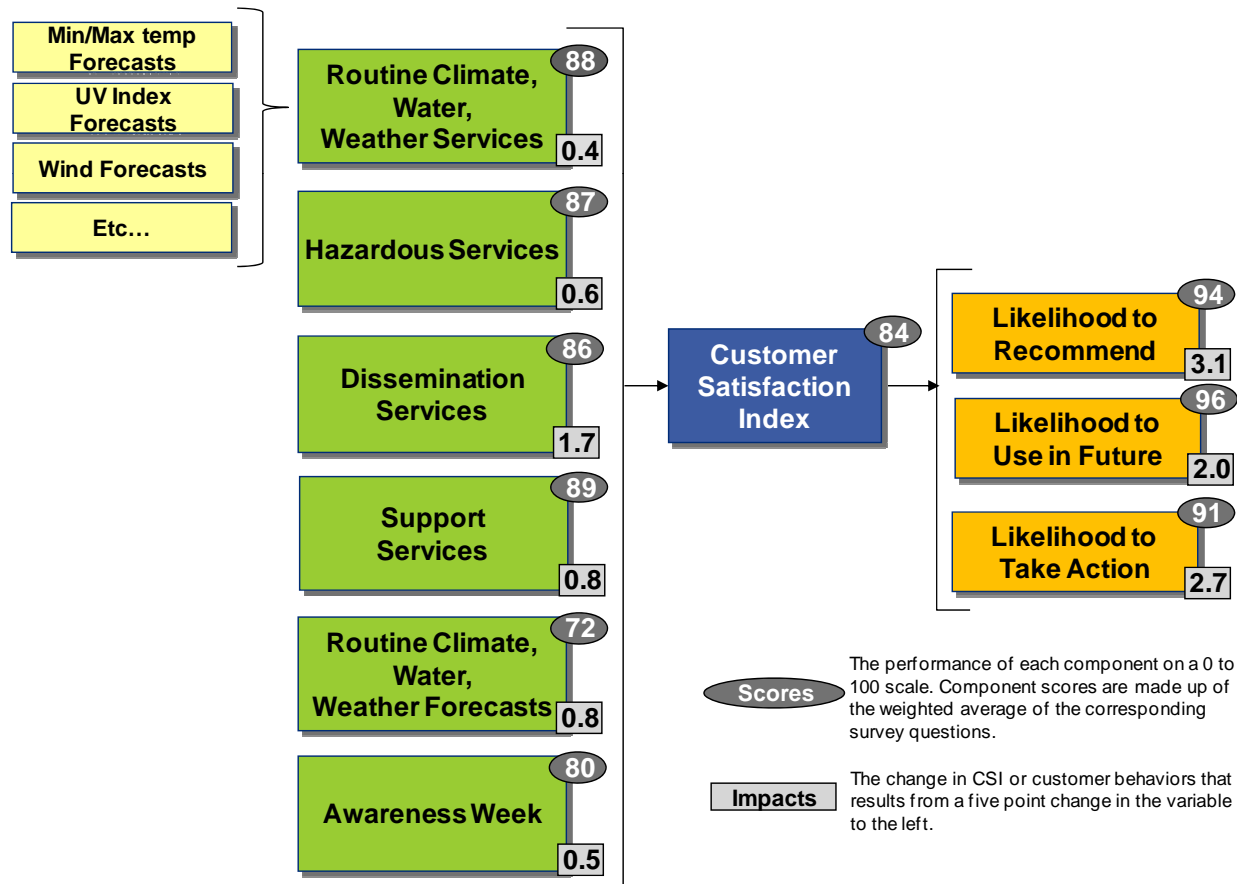 Min/Max temp
Forecasts
UV Index
Forecasts
Wind Forecasts
Etc…
88
Routine Climate,
Water,
Weather Services
0.4
87
Hazardous Services
0.6
86
Dissemination
Services
1.7
89
Support
Services
0.8
72
Routine Climate,
Water,
Weather Forecasts
0.8
80
Awareness Week
0.5
84
Customer
Satisfaction
Index
94
Likelihood to
Recommend
3.1
96
Likelihood to
Use in Future
2.0
91
Likelihood to
Take Action
2.7
Scores
The performance of each component on a 0 to
100 scale. Component scores are made up of
the weighted average of the corresponding
survey questions.
Impacts
The change in CSI or customer behaviors that
results from a five point change in the variable
to the left.